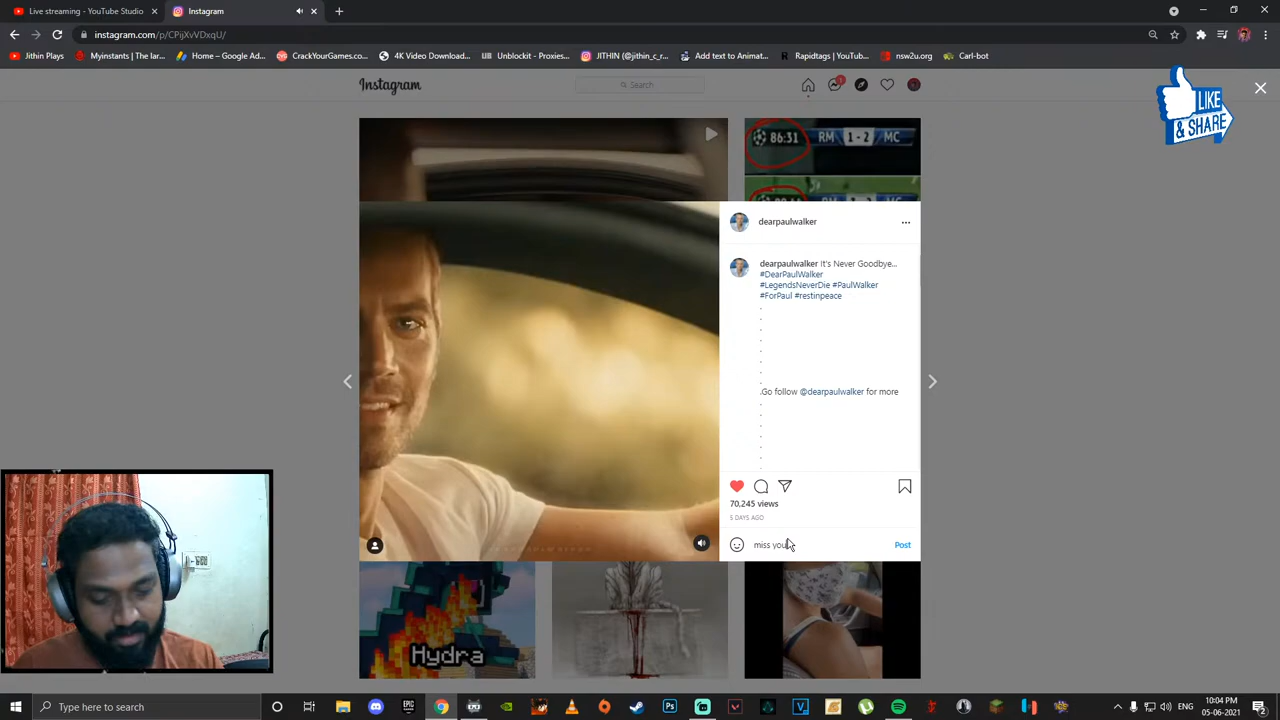 Live streaming - YouTube Studio
Instagram
instagram.com/p/CPijXvVDxqU/
Jithin Plays
Myinstants | The lar...
Home – Google Ad...
CrackYourGames.co...
4K Video Download...
Unblockit - Proxies...
JITHIN (@jithin_c_r...
Add text to Animat...
Rapidtags | YouTub...
nsw2u.org
Carl-bot
Instagram
Search
1
LIKE
& SHARE
86:31 RM 1-2 MC
dearpaulwalker
dearpaulwalker It's Never Goodbye...
#DearPaulWalker
#LegendsNeverDie #PaulWalker
#ForPaul #restinpeace
.
.
.
.
.
.
.
.
.Go follow @dearpaulwalker for more
.
.
.
.
.
.
.
70,245 views
5 DAYS AGO
miss you
Post
Hydra
Type here to search
ENG
10:04 PM
05-06-2021